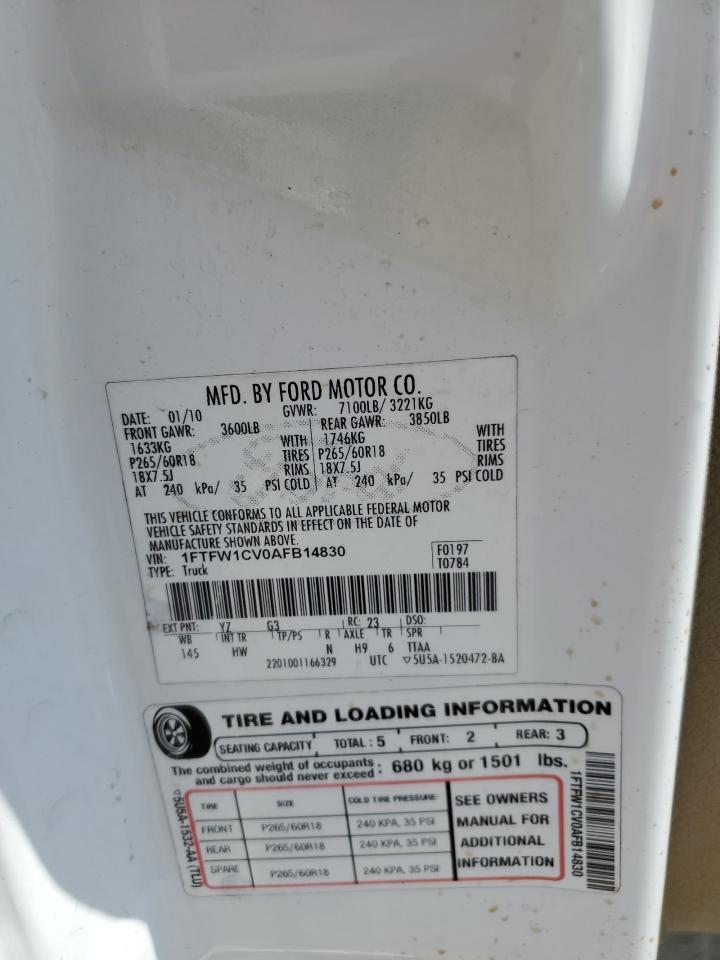 MFD. BY FORD MOTOR CO.
DATE: 01/10 GVWR: 7100LB/ 3221KG
FRONT GAWR: 3600LB REAR GAWR: 3850LB
1633KG WITH 1746KG WITH
P265/60R18 TIRES P265/60R18 TIRES
18X7.5J RIMS 18X7.5J RIMS
AT 240 kPa/ 35 PSI COLD AT 240 kPa/ 35 PSI COLD
THIS VEHICLE CONFORMS TO ALL APPLICABLE FEDERAL MOTOR
VEHICLE SAFETY STANDARDS IN EFFECT ON THE DATE OF
MANUFACTURE SHOWN ABOVE.
VIN: 1FTFW1CV0AFB14830 F0197
TYPE: Truck T0784
EXT PNT: YZ G3 RC: 23 DSO:
WB INT TR TP/PS R AXLE TR SPR
145 HW N H9 6 TTAA
2201001166329 UTC ▽5U5A-1520472-BA
TIRE AND LOADING INFORMATION
SEATING CAPACITY TOTAL: 5 FRONT: 2 REAR: 3
The combined weight of occupants and cargo should never exceed: 680 kg or 1501 lbs.
TIRE SIZE COLD TIRE PRESSURE SEE OWNERS
FRONT P265/60R18 240 KPA, 35 PSI MANUAL FOR
REAR P265/60R18 240 KPA, 35 PSI ADDITIONAL
SPARE P265/60R18 240 KPA, 35 PSI INFORMATION
▽5U5A-1532-AA (TLU)
1FTFW1CV0AFB14830